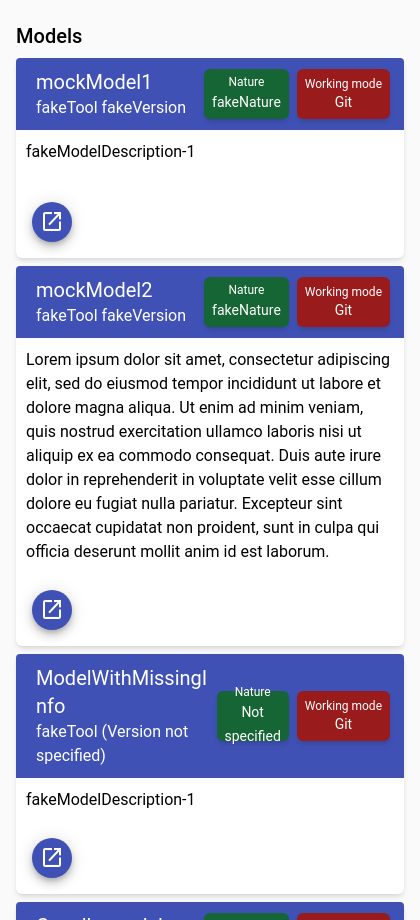 Models
mockModel1
fakeTool fakeVersion
Nature
fakeNature
Working mode
Git
fakeModelDescription-1
mockModel2
fakeTool fakeVersion
Nature
fakeNature
Working mode
Git
Lorem ipsum dolor sit amet, consectetur adipiscing
elit, sed do eiusmod tempor incididunt ut labore et
dolore magna aliqua. Ut enim ad minim veniam,
quis nostrud exercitation ullamco laboris nisi ut
aliquip ex ea commodo consequat. Duis aute irure
dolor in reprehenderit in voluptate velit esse cillum
dolore eu fugiat nulla pariatur. Excepteur sint
occaecat cupidatat non proident, sunt in culpa qui
officia deserunt mollit anim id est laborum.
ModelWithMissingI
nfo
fakeTool (Version not
specified)
Nature
Not
specified
Working mode
Git
fakeModelDescription-1